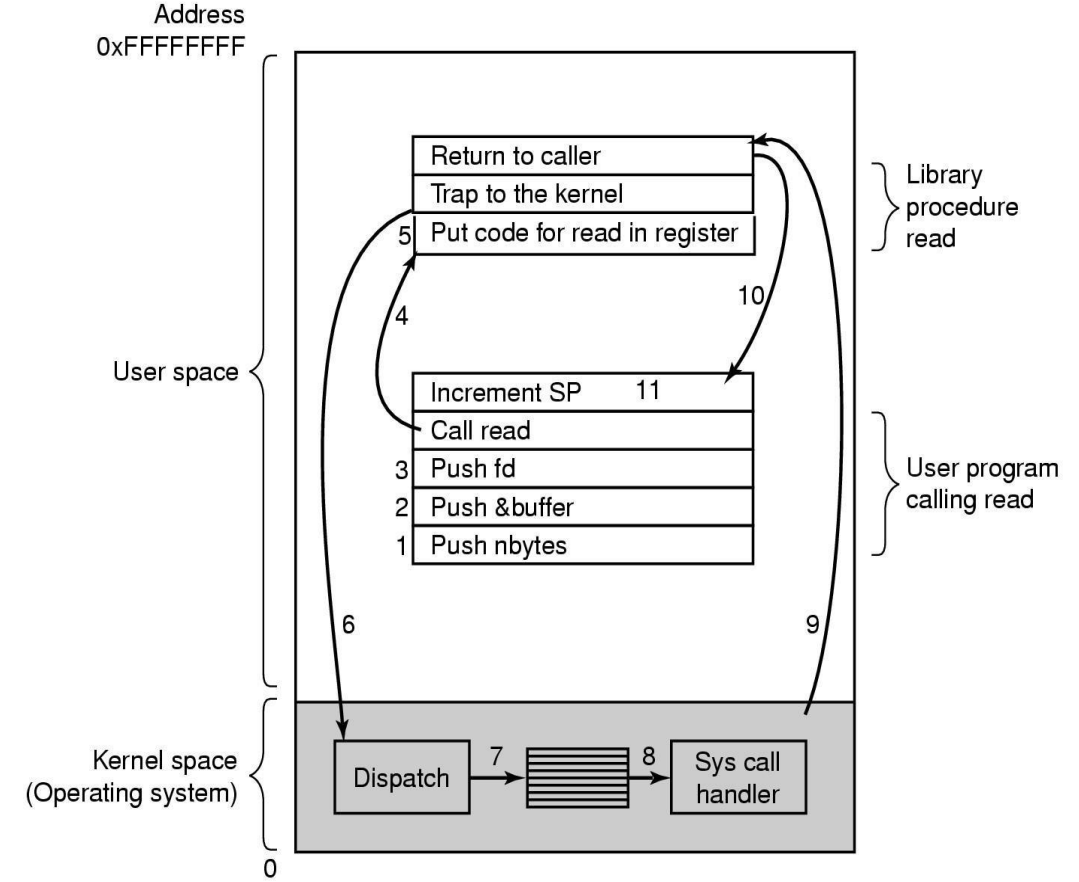 Address
0xFFFFFFFF
Return to caller
Trap to the kernel
5 Put code for read in register
Library
procedure
read
10
4
User space
Increment SP 11
Call read
3 Push fd
2 Push &buffer
1 Push nbytes
User program
calling read
6
9
Kernel space
(Operating system)
Dispatch
7
8
Sys call
handler
0